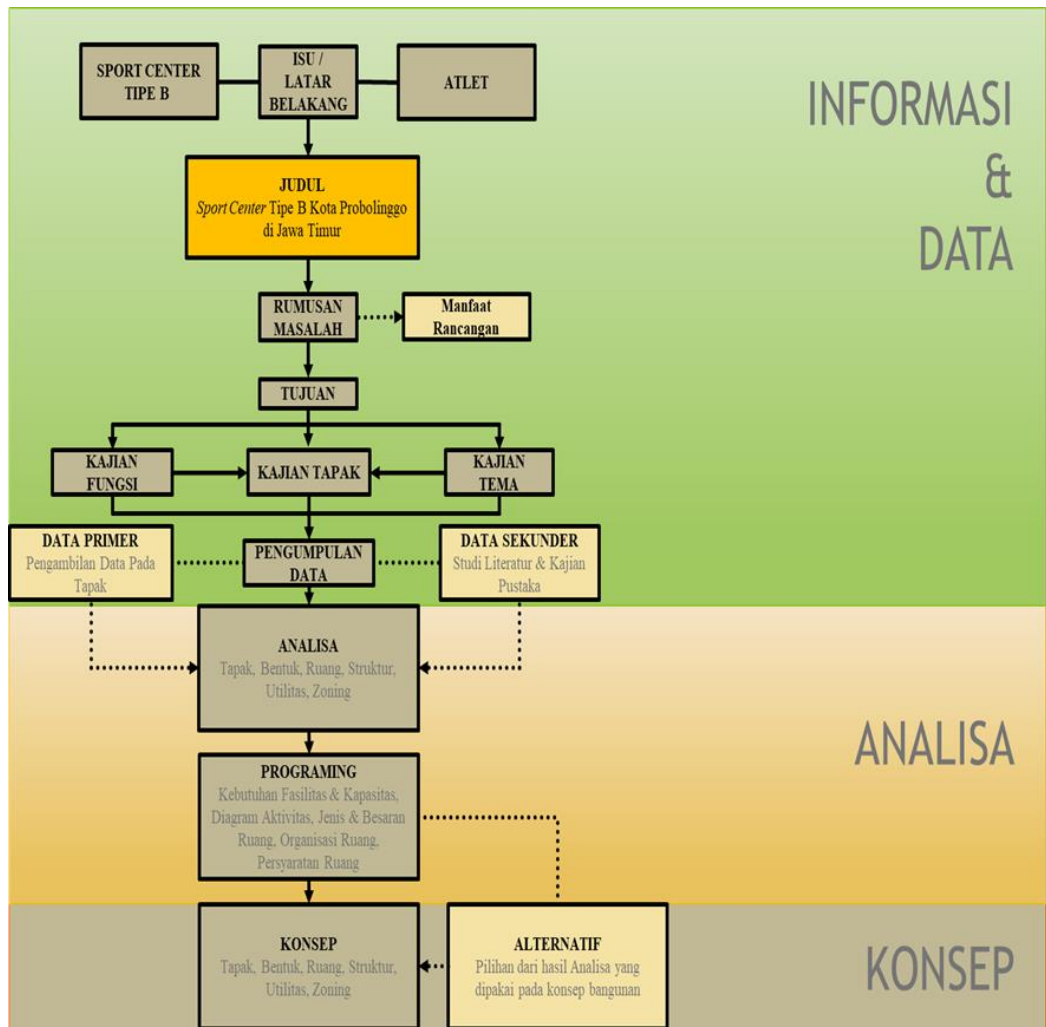 SPORT CENTER
TIPE B
ISU /
LATAR
BELAKANG
ATLET
INFORMASI
&
DATA
JUDUL
Sport Center Tipe B Kota Probolinggo
di Jawa Timur
RUMUSAN
MASALAH
Manfaat
Rancangan
TUJUAN
KAJIAN
FUNGSI
KAJIAN TAPAK
KAJIAN
TEMA
DATA PRIMER
Pengambilan Data Pada
Tapak
PENGUMPULAN
DATA
DATA SEKUNDER
Studi Literatur & Kajian
Pustaka
ANALISA
Tapak, Bentuk, Ruang, Struktur,
Utilitas, Zoning
ANALISA
PROGRAMING
Kebutuhan Fasilitas & Kapasitas,
Diagram Aktivitas, Jenis & Besaran
Ruang, Organisasi Ruang,
Persyaratan Ruang
KONSEP
Tapak, Bentuk, Ruang, Struktur,
Utilitas, Zoning
ALTERNATIF
Pilihan dari hasil Analisa yang
dipakai pada konsep bangunan
KONSEP